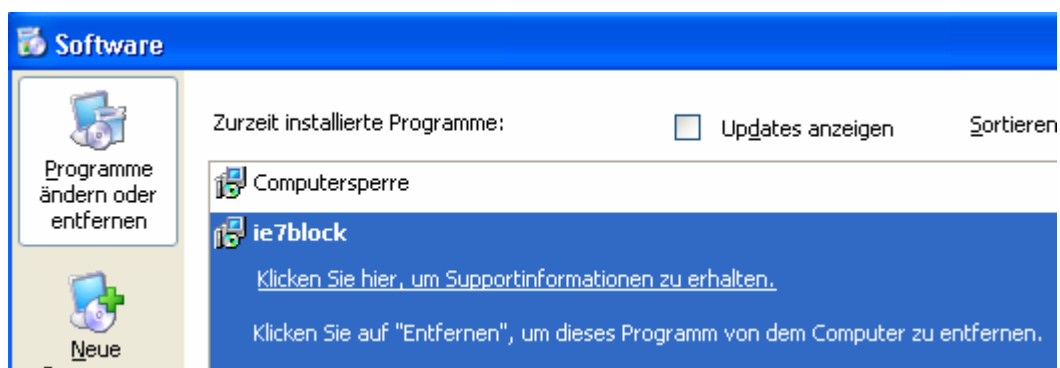 Software
Programme
ändern oder
entfernen
Zurzeit installierte Programme:
Updates anzeigen
Sortieren
Computersperre
ie7block
Klicken Sie hier, um Supportinformationen zu erhalten.
Klicken Sie auf "Entfernen", um dieses Programm von dem Computer zu entfernen.
Neue